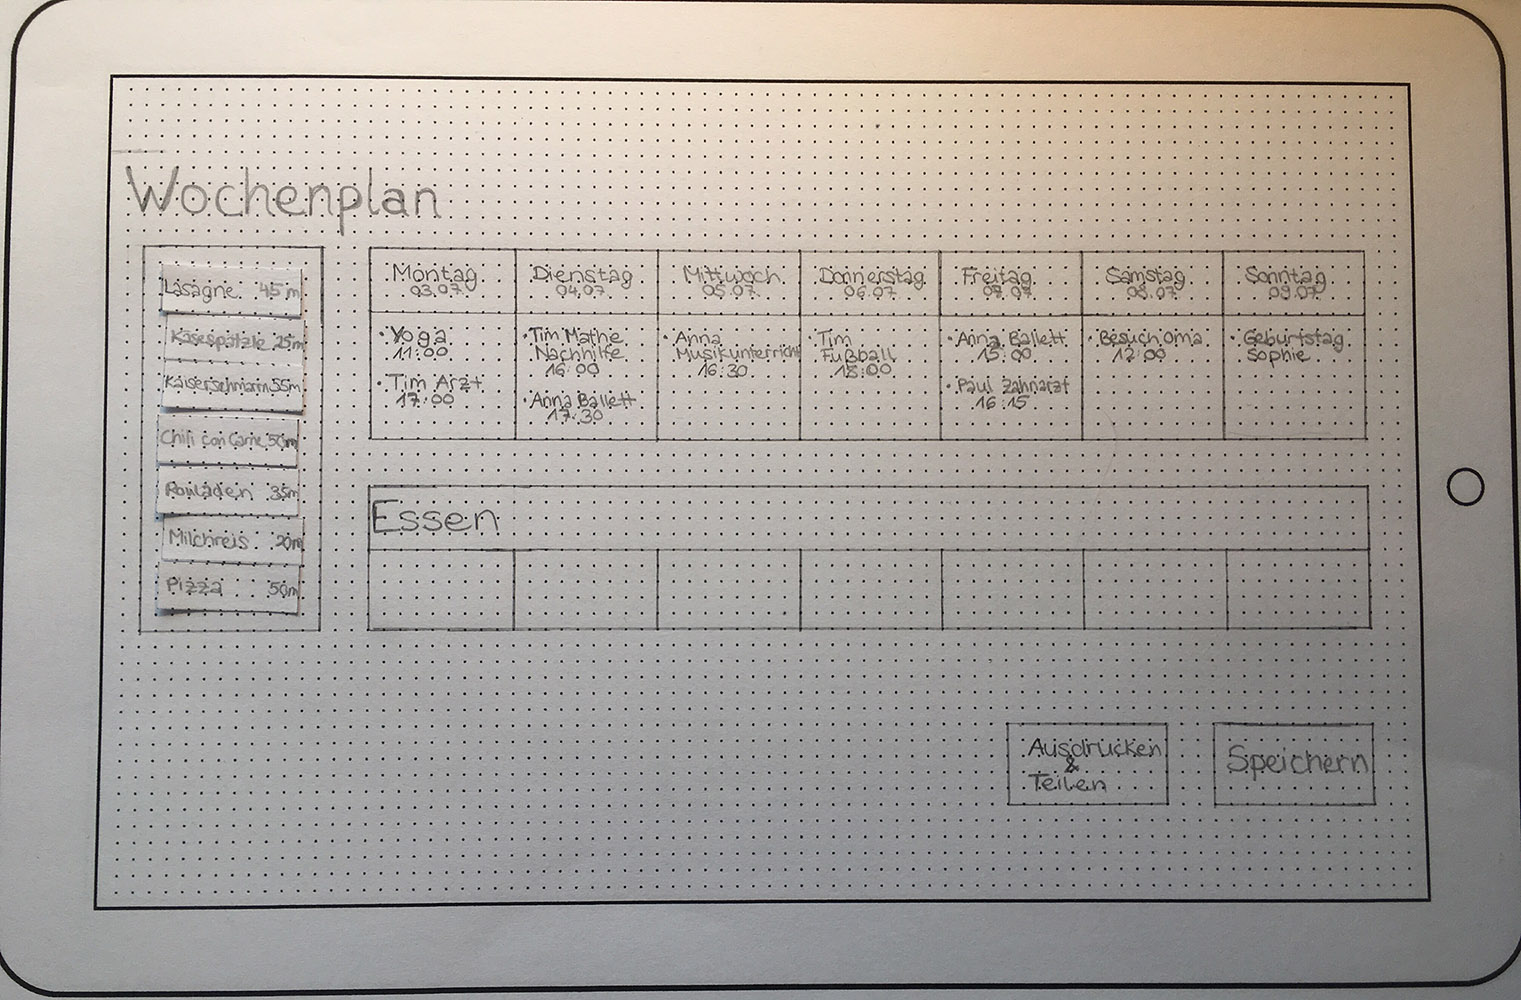 Wochenplan
Lasagne 45m
Käsespätzle 25m
Kaiserschmarrn 55m
Chili con Carne 50m
Rouladen 35m
Milchreis 20m
Pizza 50m
Montag
03.07
Dienstag
04.07
Mittwoch
05.07
Donnerstag
06.07
Freitag
07.07
Samstag
08.07
Sonntag
09.07
• Yoga
11:00
• Tim Arzt
17:00
• Tim Mathe
Nachhilfe
16:00
• Anna Ballett
17:30
• Anna
Musikunterricht
16:30
• Tim
Fußball
18:00
• Anna Ballett
15:00
• Paul Zahnarzt
16:15
• Besuch Oma
12:00
• Geburtstag
Sophie
Essen
Ausdrucken
&
Teilen
Speichern